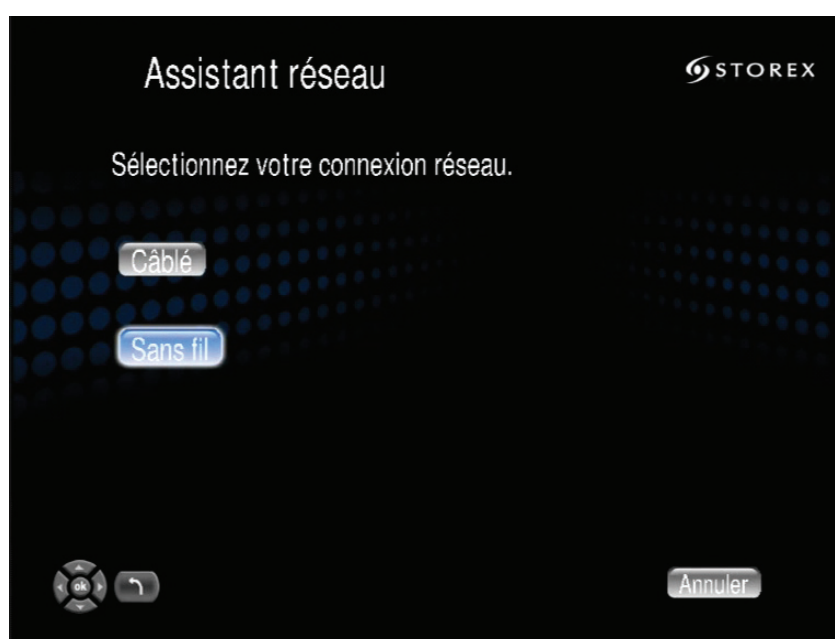 Assistant réseau
STOREX
Sélectionnez votre connexion réseau.
Câblé
Sans fil
ok
Annuler